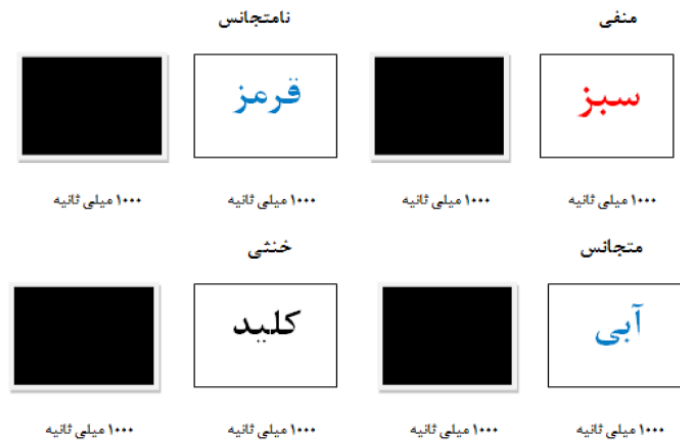 منفی نامتجانس
سبز قرمز
۱۰۰۰ میلی ثانیه ۱۰۰۰ میلی ثانیه ۱۰۰۰ میلی ثانیه ۱۰۰۰ میلی ثانیه
متجانس خنثی
آبی کلید
۱۰۰۰ میلی ثانیه ۱۰۰۰ میلی ثانیه ۱۰۰۰ میلی ثانیه ۱۰۰۰ میلی ثانیه